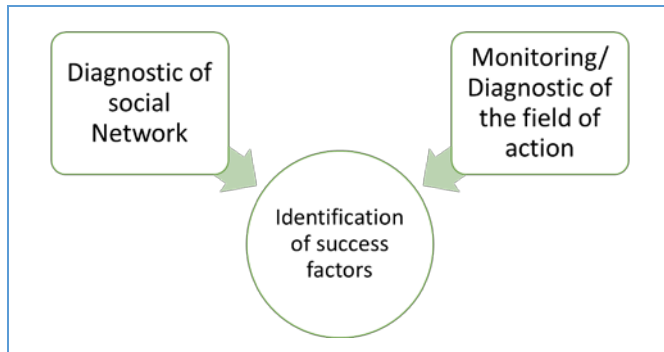 Diagnostic of
social
Network
Monitoring/
Diagnostic of
the field of
action
Identification
of success
factors